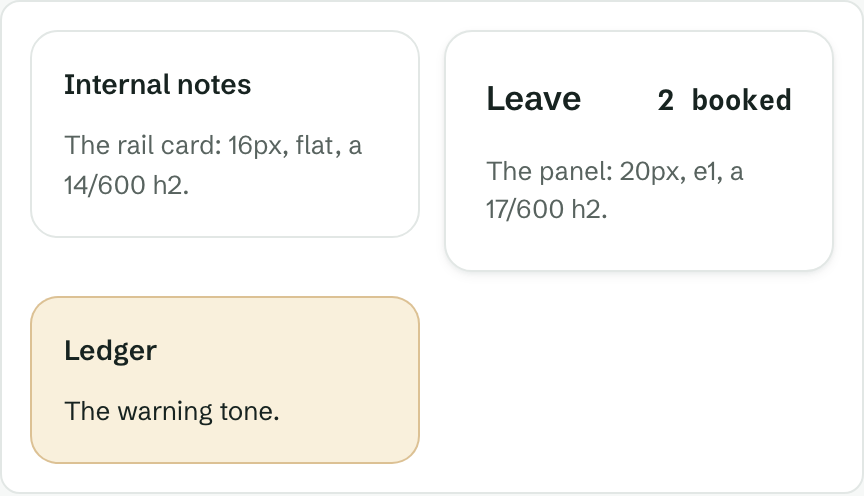 Internal notes
The rail card: 16px, flat, a
14/600 h2.
Leave 2 booked
The panel: 20px, e1, a
17/600 h2.
Ledger
The warning tone.